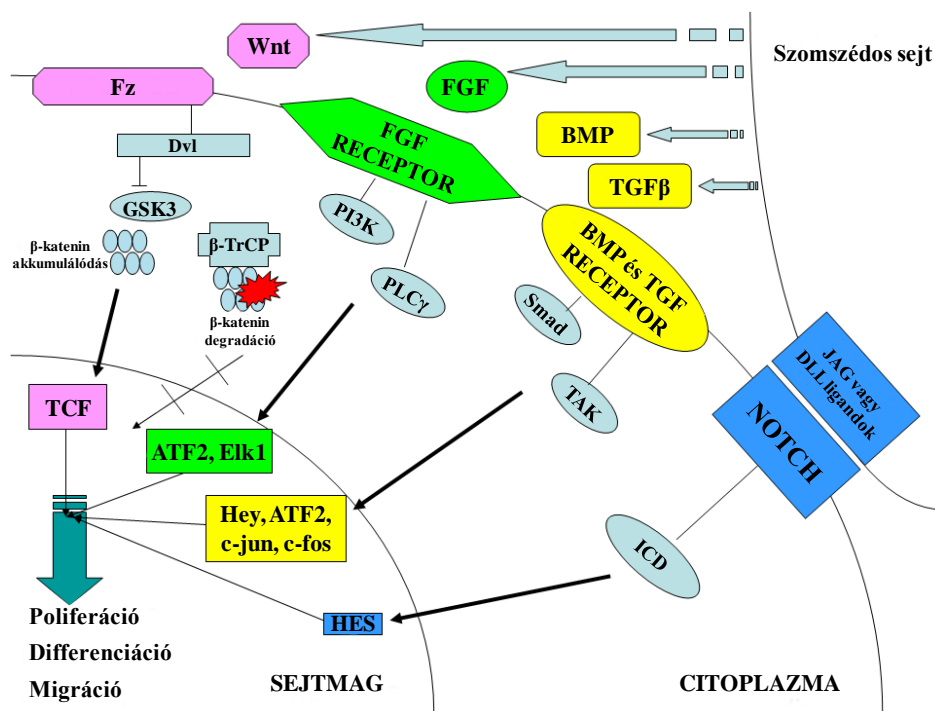 Wnt
Szomszédos sejt
Fz
FGF
Dvl
FGF
RECEPTOR
BMP
TGFβ
GSK3
PI3K
β-katenin
akkumulálódás
β-TrCP
BMP és TGF
RECEPTOR
PLCγ
Smad
β-katenin
degradáció
JAG vagy
DLL ligandok
TCF
TAK
NOTCH
ATF2, Elk1
Hey, ATF2,
c-jun, c-fos
ICD
HES
Poliferáció
Differenciáció
Migráció
SEJTMAG
CITOPLAZMA